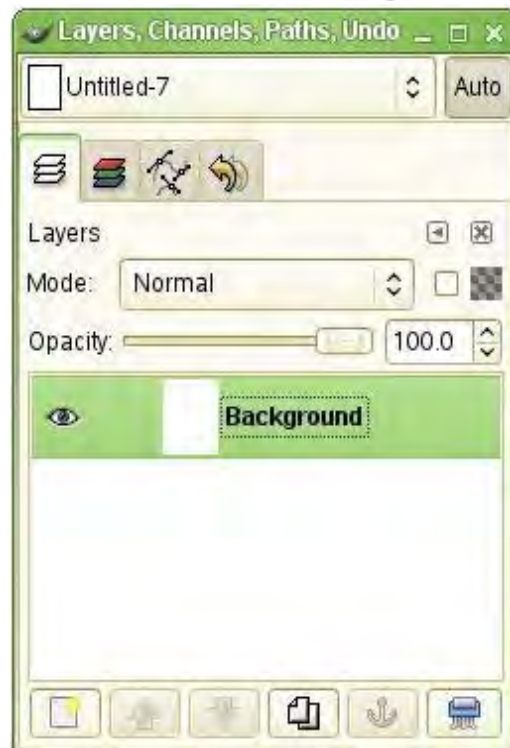 Layers, Channels, Paths, Undo
Untitled-7 Auto
Layers
Mode: Normal
Opacity: 100.0
Background